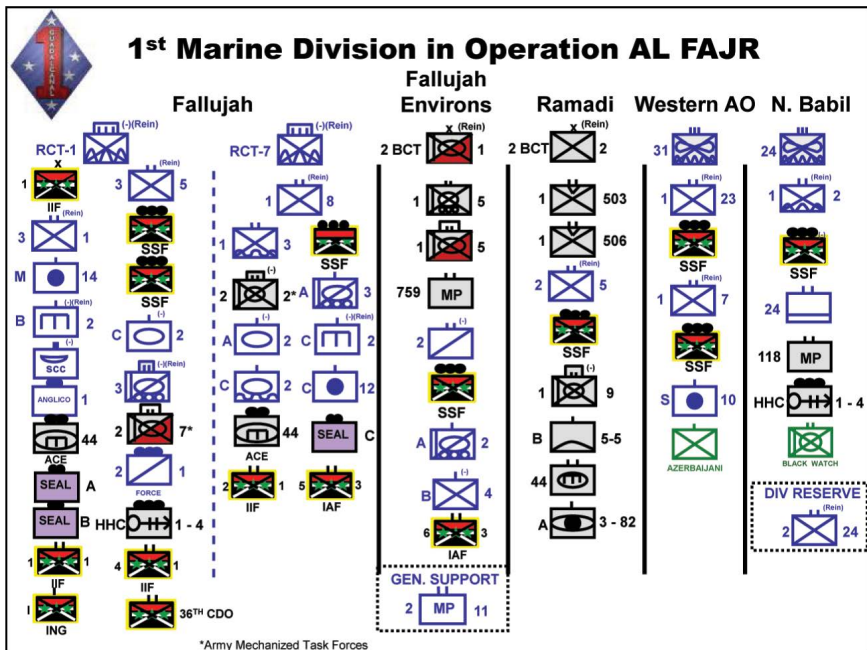 GUADALCANAL
1
1st Marine Division in Operation AL FAJR
Fallujah
Fallujah
Environs
Ramadi
Western AO
N. Babil
RCT-1
(-)(Rein)
x
1
IIF
(Rein)
3 1
M 14
(-)(Rein)
B 2
(-)
SCC
ANGLICO 1
44
ACE
SEAL A
SEAL B
1 1
IIF
I
ING
(Rein)
3 5
SSF
SSF
(-)
C 2
(-)(Rein)
3
2 7*
2 1
FORCE
HHC 1 - 4
4 1
IIF
36TH CDO
RCT-7
(-)(Rein)
(Rein)
1 8
1 3
(-)
2 2*
(-)
A 2
C 2
44
ACE
2 1
IIF
SSF
A 3
(-)(Rein)
C 2
C 12
SEAL C
5 3
IAF
*Army Mechanized Task Forces
x (Rein)
2 BCT 1
1 5
1 5
759 MP
(-)
2
SSF
A 2
(-)
B 4
6 3
IAF
GEN. SUPPORT
2 MP 11
x (Rein)
2 BCT 2
1 503
1 506
(Rein)
2 5
SSF
(-)
1 9
B 5-5
44
A 3 - 82
31
(Rein)
1 23
SSF
(Rein)
1 7
SSF
S 10
AZERBAIJANI
24
(Rein)
1 2
(-)
SSF
24
118 MP
HHC 1 - 4
BLACK WATCH
DIV RESERVE
(Rein)
2 24